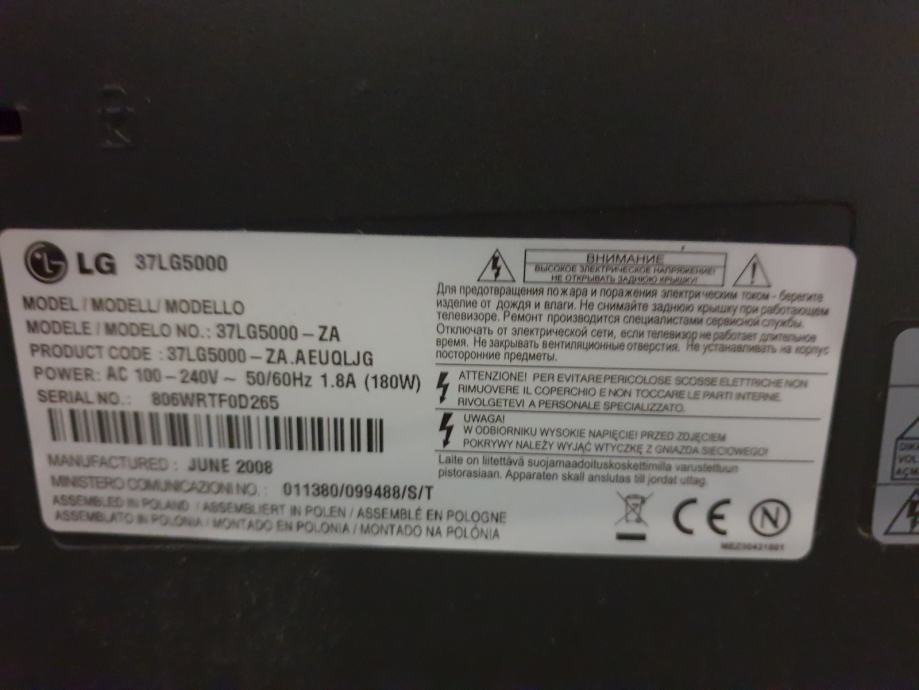 LG 37LG5000
MODEL / MODELL / MODELLO
MODELE / MODELO NO.: 37LG5000-ZA
PRODUCT CODE : 37LG5000-ZA.AEUQLJG
POWER: AC 100-240V~ 50/60Hz 1.8A (180W)
SERIAL NO.: 806WRTF0D265
MANUFACTURED : JUNE 2008
MINISTERO COMUNICAZIONI NO. : 011380/099488/S/T
ASSEMBLED IN POLAND / ASSEMBLIERT IN POLEN / ASSEMBLÉ EN POLOGNE
ASSEMBLATO IN POLONIA / MONTADO EN POLONIA / MONTADO NA POLÓNIA
ВНИМАНИЕ
ВЫСОКОЕ ЭЛЕКТРИЧЕСКОЕ НАПРЯЖЕНИЕ!
НЕ ОТКРЫВАТЬ ЗАДНЮЮ КРЫШКУ!
Для предотвращения пожара и поражения электрическим током - берегите
изделие от дождя и влаги. Не снимайте заднюю крышку при работающем
телевизоре. Ремонт производится специалистами сервисной службы.
Отключать от электрической сети, если телевизор не работает длительное
время. Не закрывать вентиляционные отверстия. Не устанавливать на корпус
посторонние предметы.
ATTENZIONE! PER EVITARE PERICOLOSE SCOSSE ELETTRICHE NON
RIMUOVERE IL COPERCHIO E NON TOCCARE LE PARTI INTERNE.
RIVOLGETEVI A PERSONALE SPECIALIZZATO.
UWAGA!
W ODBIORNIKU WYSOKIE NAPIĘCIE! PRZED ZDJĘCIEM
POKRYWY NALEŻY WYJĄĆ WTYCZKĘ Z GNIAZDA SIECIOWEGO!
Laite on liitettävä suojamaadoituskoskettimilla varustettuun
pistorasiaan. Apparaten skall anslutas till jordat uttag.
CE N